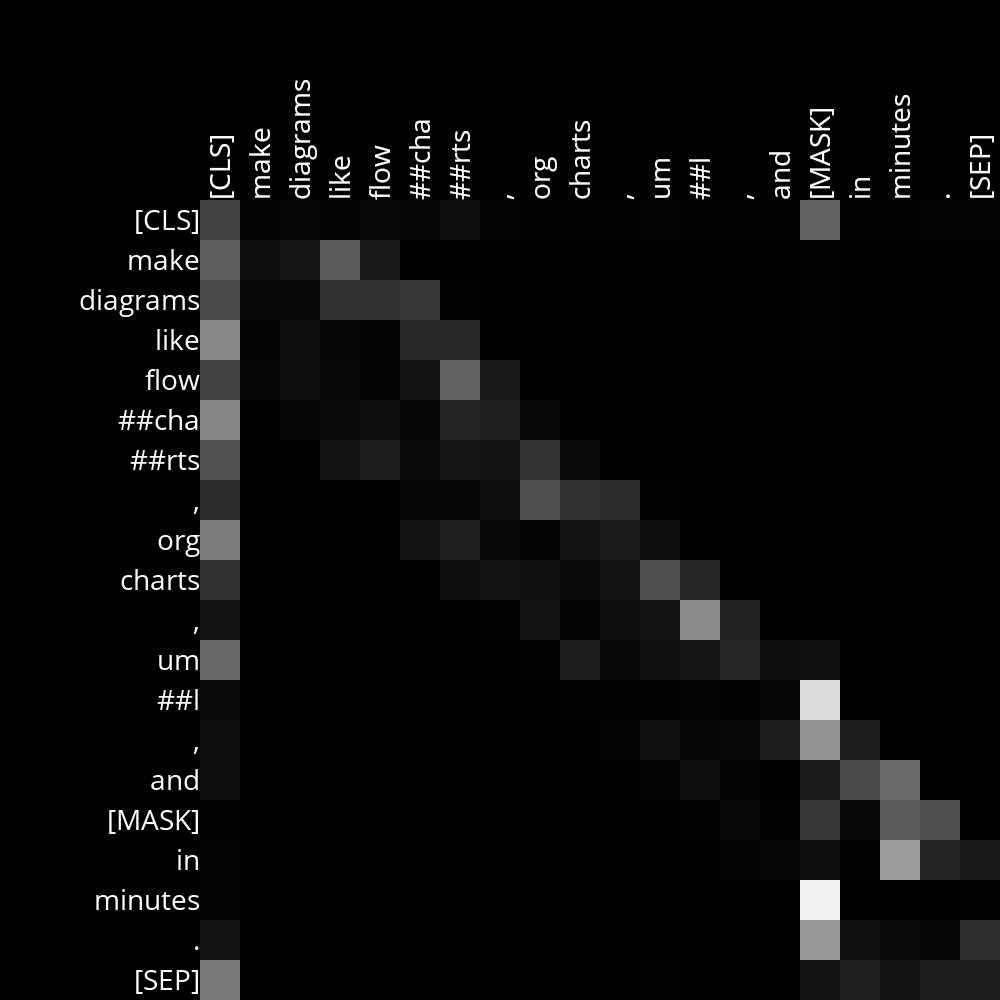 [CLS] make diagrams like flow ##cha ##rts , org charts , um ##l , and [MASK] in minutes . [SEP]
[CLS]
make
diagrams
like
flow
##cha
##rts
,
org
charts
,
um
##l
,
and
[MASK]
in
minutes
.
[SEP]